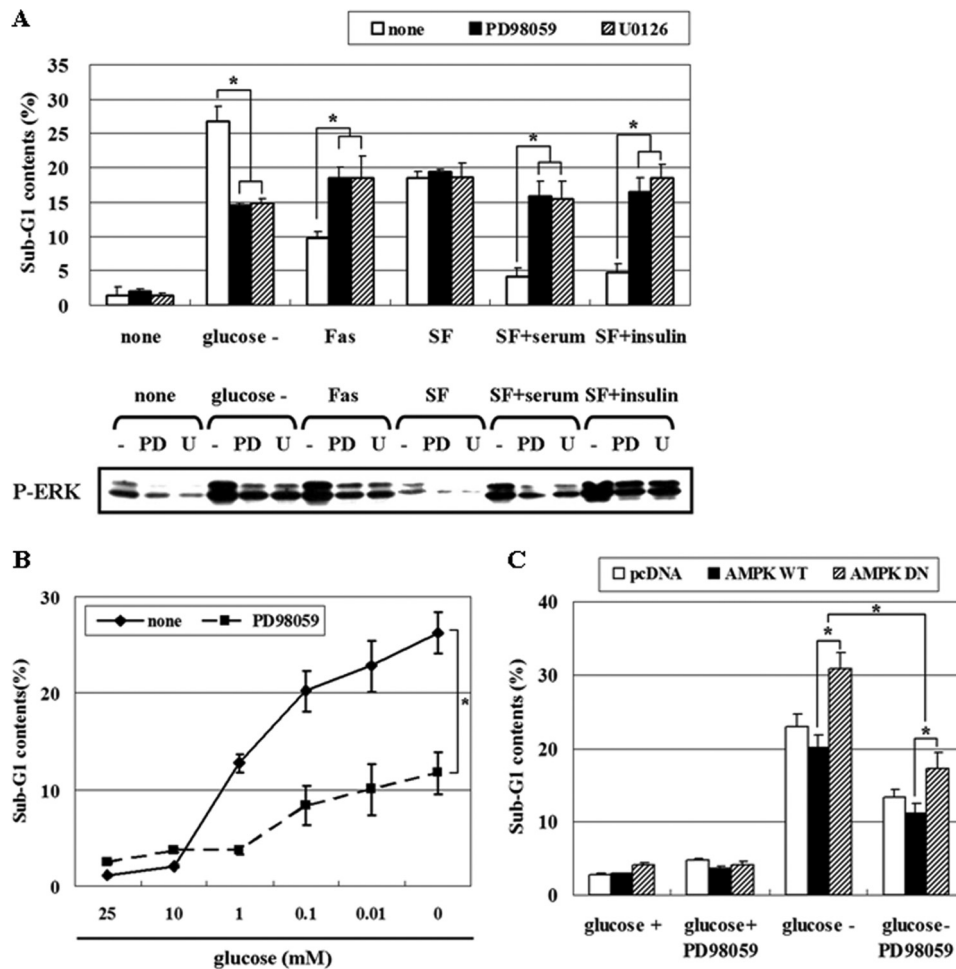 A
none PD98059 U0126
35
30
25
20
15
10
5
0
Sub-G1 contents (%)
* * * *
none glucose - Fas SF SF+serum SF+insulin
none glucose - Fas SF SF+serum SF+insulin
- PD U - PD U - PD U - PD U - PD U - PD U
P-ERK
B
none PD98059
30
20
10
0
Sub-G1 contents(%)
*
25 10 1 0.1 0.01 0
glucose (mM)
C
pcDNA AMPK WT AMPK DN
40
30
20
10
0
Sub-G1 contents (%)
* * *
glucose + glucose+ glucose - glucose-
PD98059 PD98059